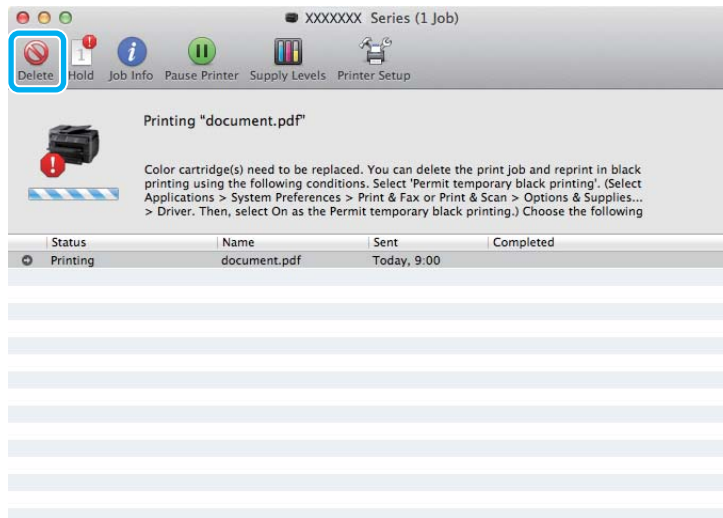 XXXXXXX Series (1 Job)
1
Delete Hold Job Info Pause Printer Supply Levels Printer Setup
Printing "document.pdf"
Color cartridge(s) need to be replaced. You can delete the print job and reprint in black
printing using the following conditions. Select 'Permit temporary black printing'. (Select
Applications > System Preferences > Print & Fax or Print & Scan > Options & Supplies...
> Driver. Then, select On as the Permit temporary black printing.) Choose the following
Status Name Sent Completed
Printing document.pdf Today, 9:00